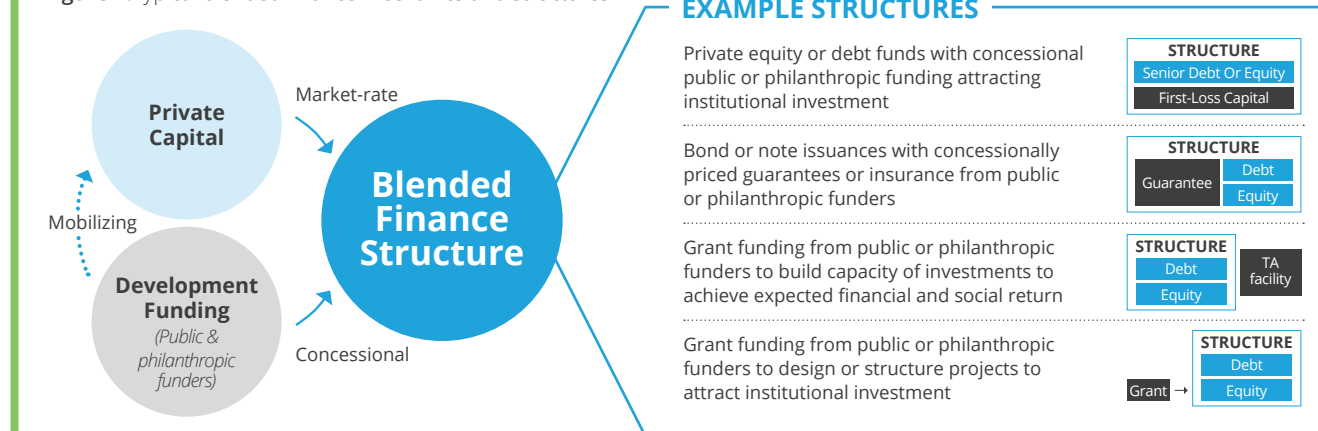 EXAMPLE STRUCTURES
Private
Capital
Market-rate
Mobilizing
Blended
Finance
Structure
Development
Funding
(Public &
philanthropic
funders)
Concessional
Private equity or debt funds with concessional
public or philanthropic funding attracting
institutional investment
STRUCTURE
Senior Debt Or Equity
First-Loss Capital
Bond or note issuances with concessionally
priced guarantees or insurance from public
or philanthropic funders
STRUCTURE
Guarantee
Debt
Equity
Grant funding from public or philanthropic
funders to build capacity of investments to
achieve expected financial and social return
STRUCTURE
Debt
Equity
TA
facility
Grant funding from public or philanthropic
funders to design or structure projects to
attract institutional investment
Grant →
STRUCTURE
Debt
Equity